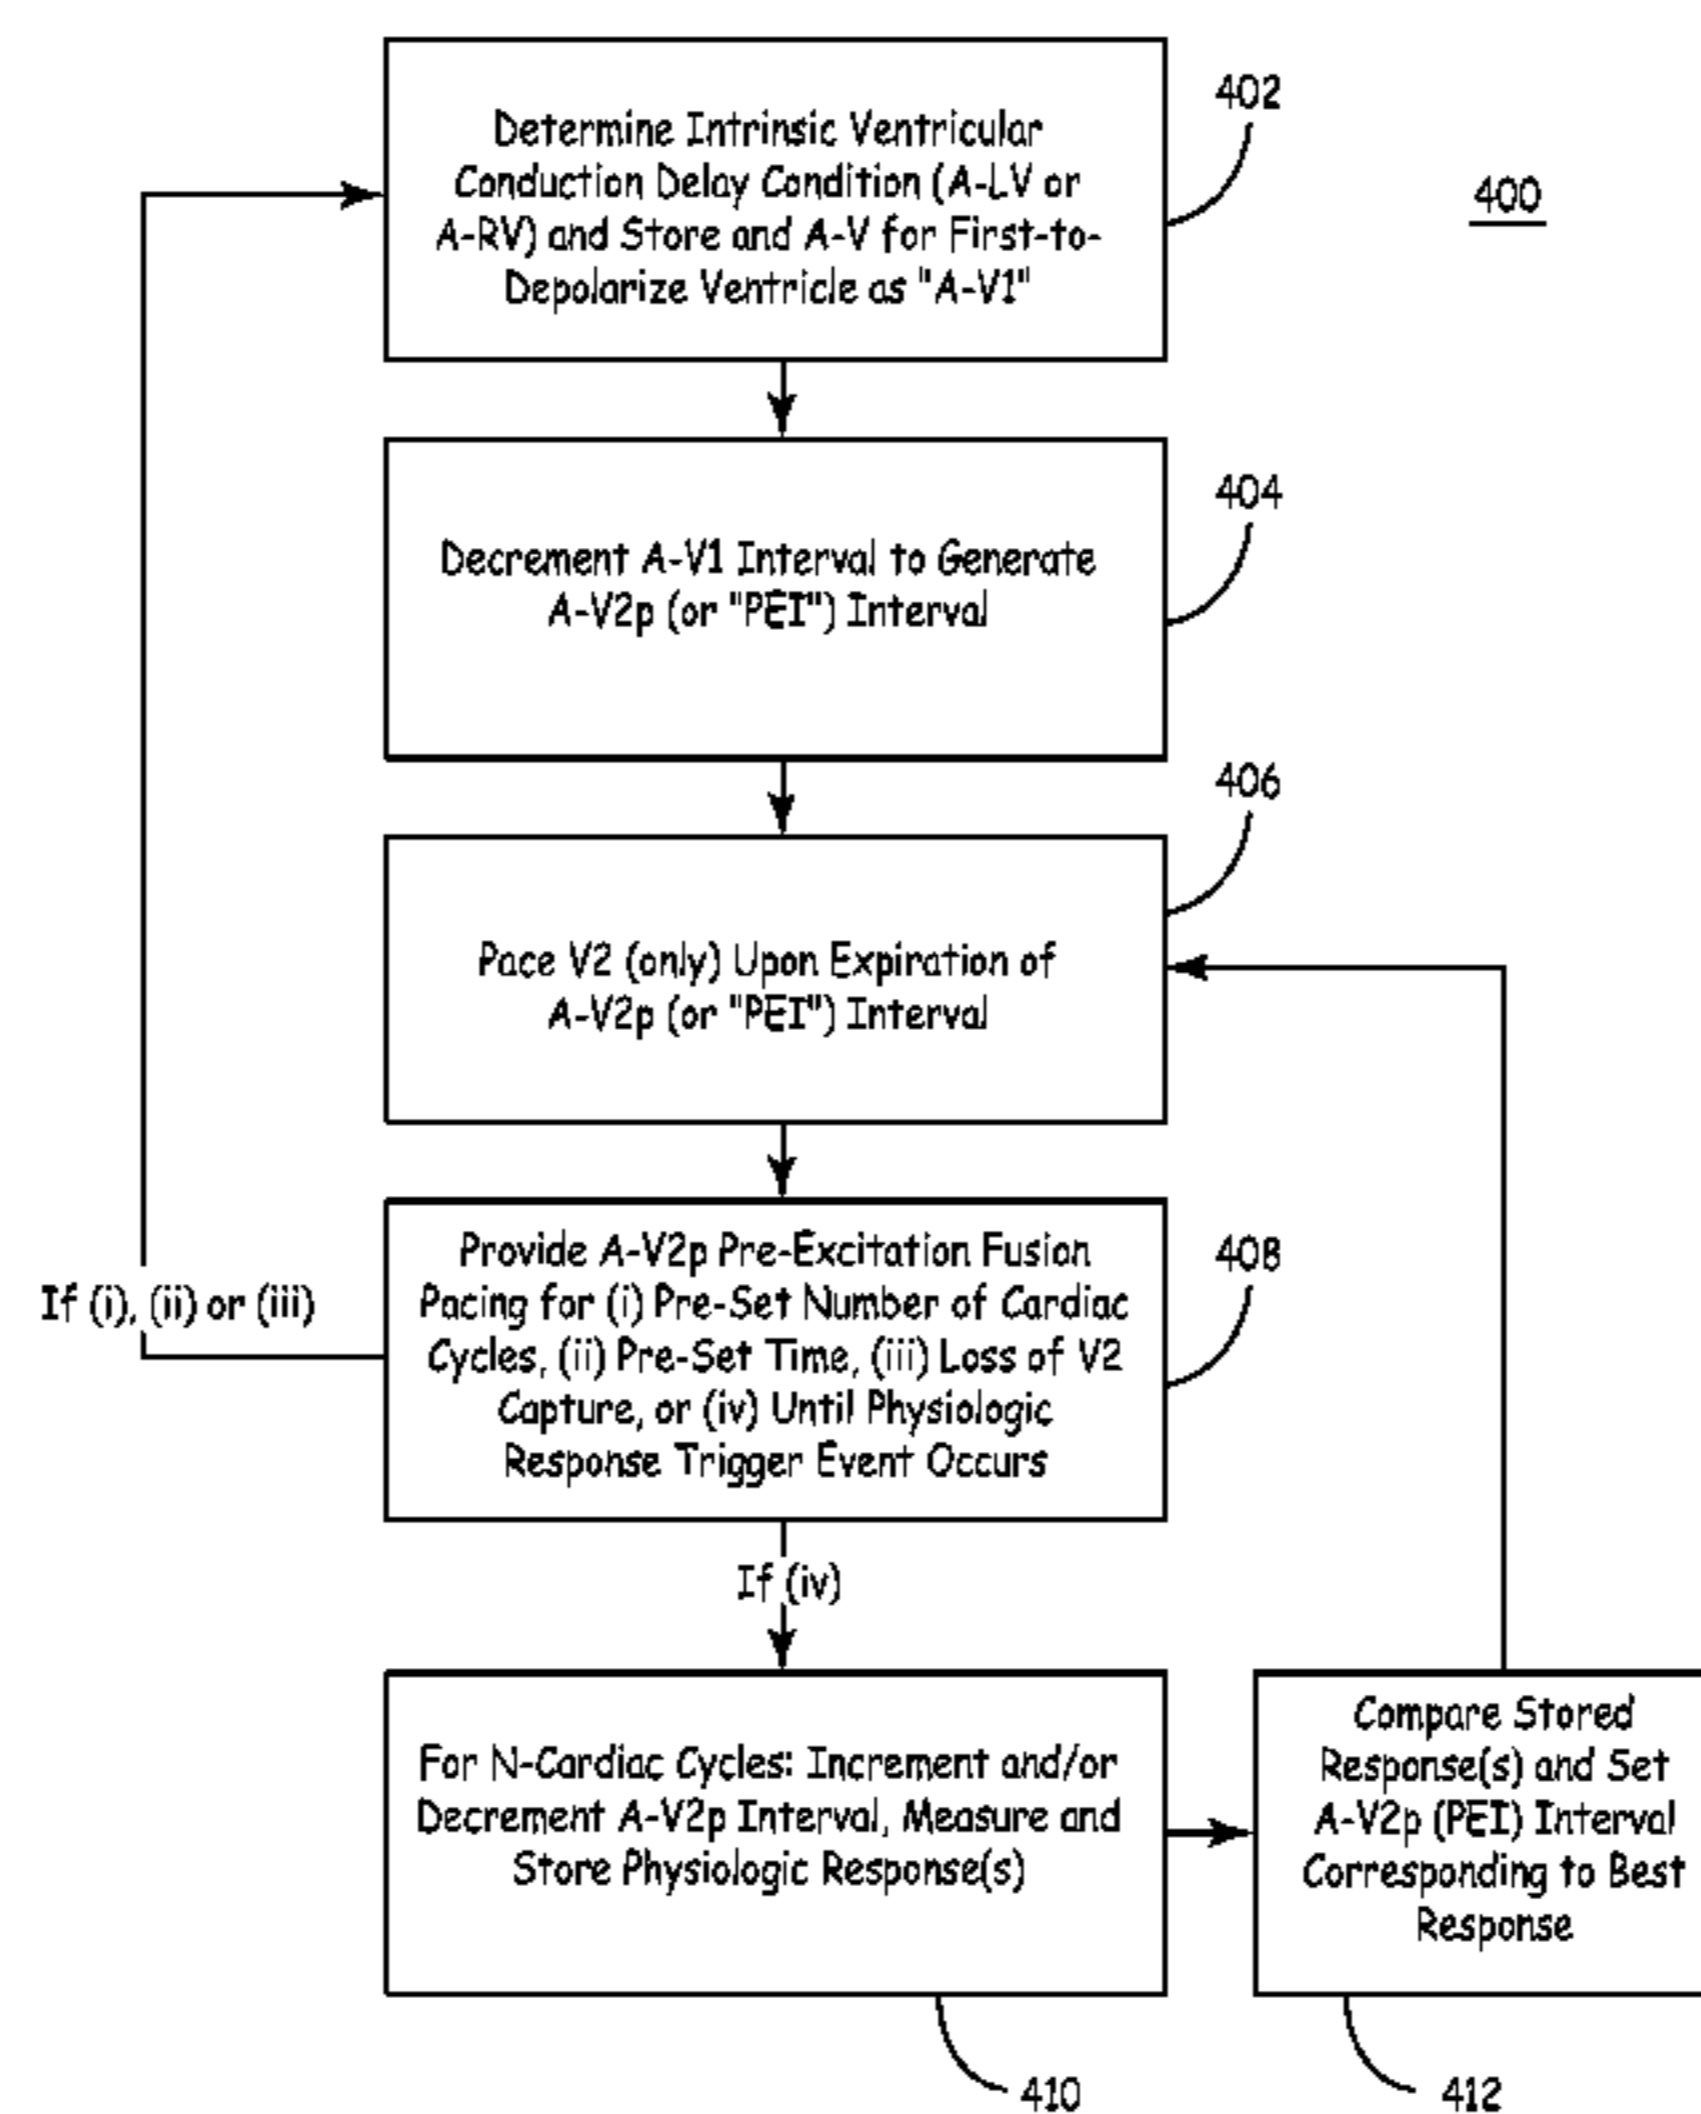 402
400
Determine Intrinsic Ventricular
Conduction Delay Condition (A-LV or
A-RV) and Store and A-V for First-to-
Depolarize Ventricle as "A-V1"
404
Decrement A-V1 Interval to Generate
A-V2p (or "PEI") Interval
406
Pace V2 (only) Upon Expiration of
A-V2p (or "PEI") Interval
408
Provide A-V2p Pre-Excitation Fusion
Pacing for (i) Pre-Set Number of Cardiac
Cycles, (ii) Pre-Set Time, (iii) Loss of V2
Capture, or (iv) Until Physiologic
Response Trigger Event Occurs
If (i), (ii) or (iii)
If (iv)
For N-Cardiac Cycles: Increment and/or
Decrement A-V2p Interval, Measure and
Store Physiologic Response(s)
Compare Stored
Response(s) and Set
A-V2p (PEI) Interval
Corresponding to Best
Response
410
412